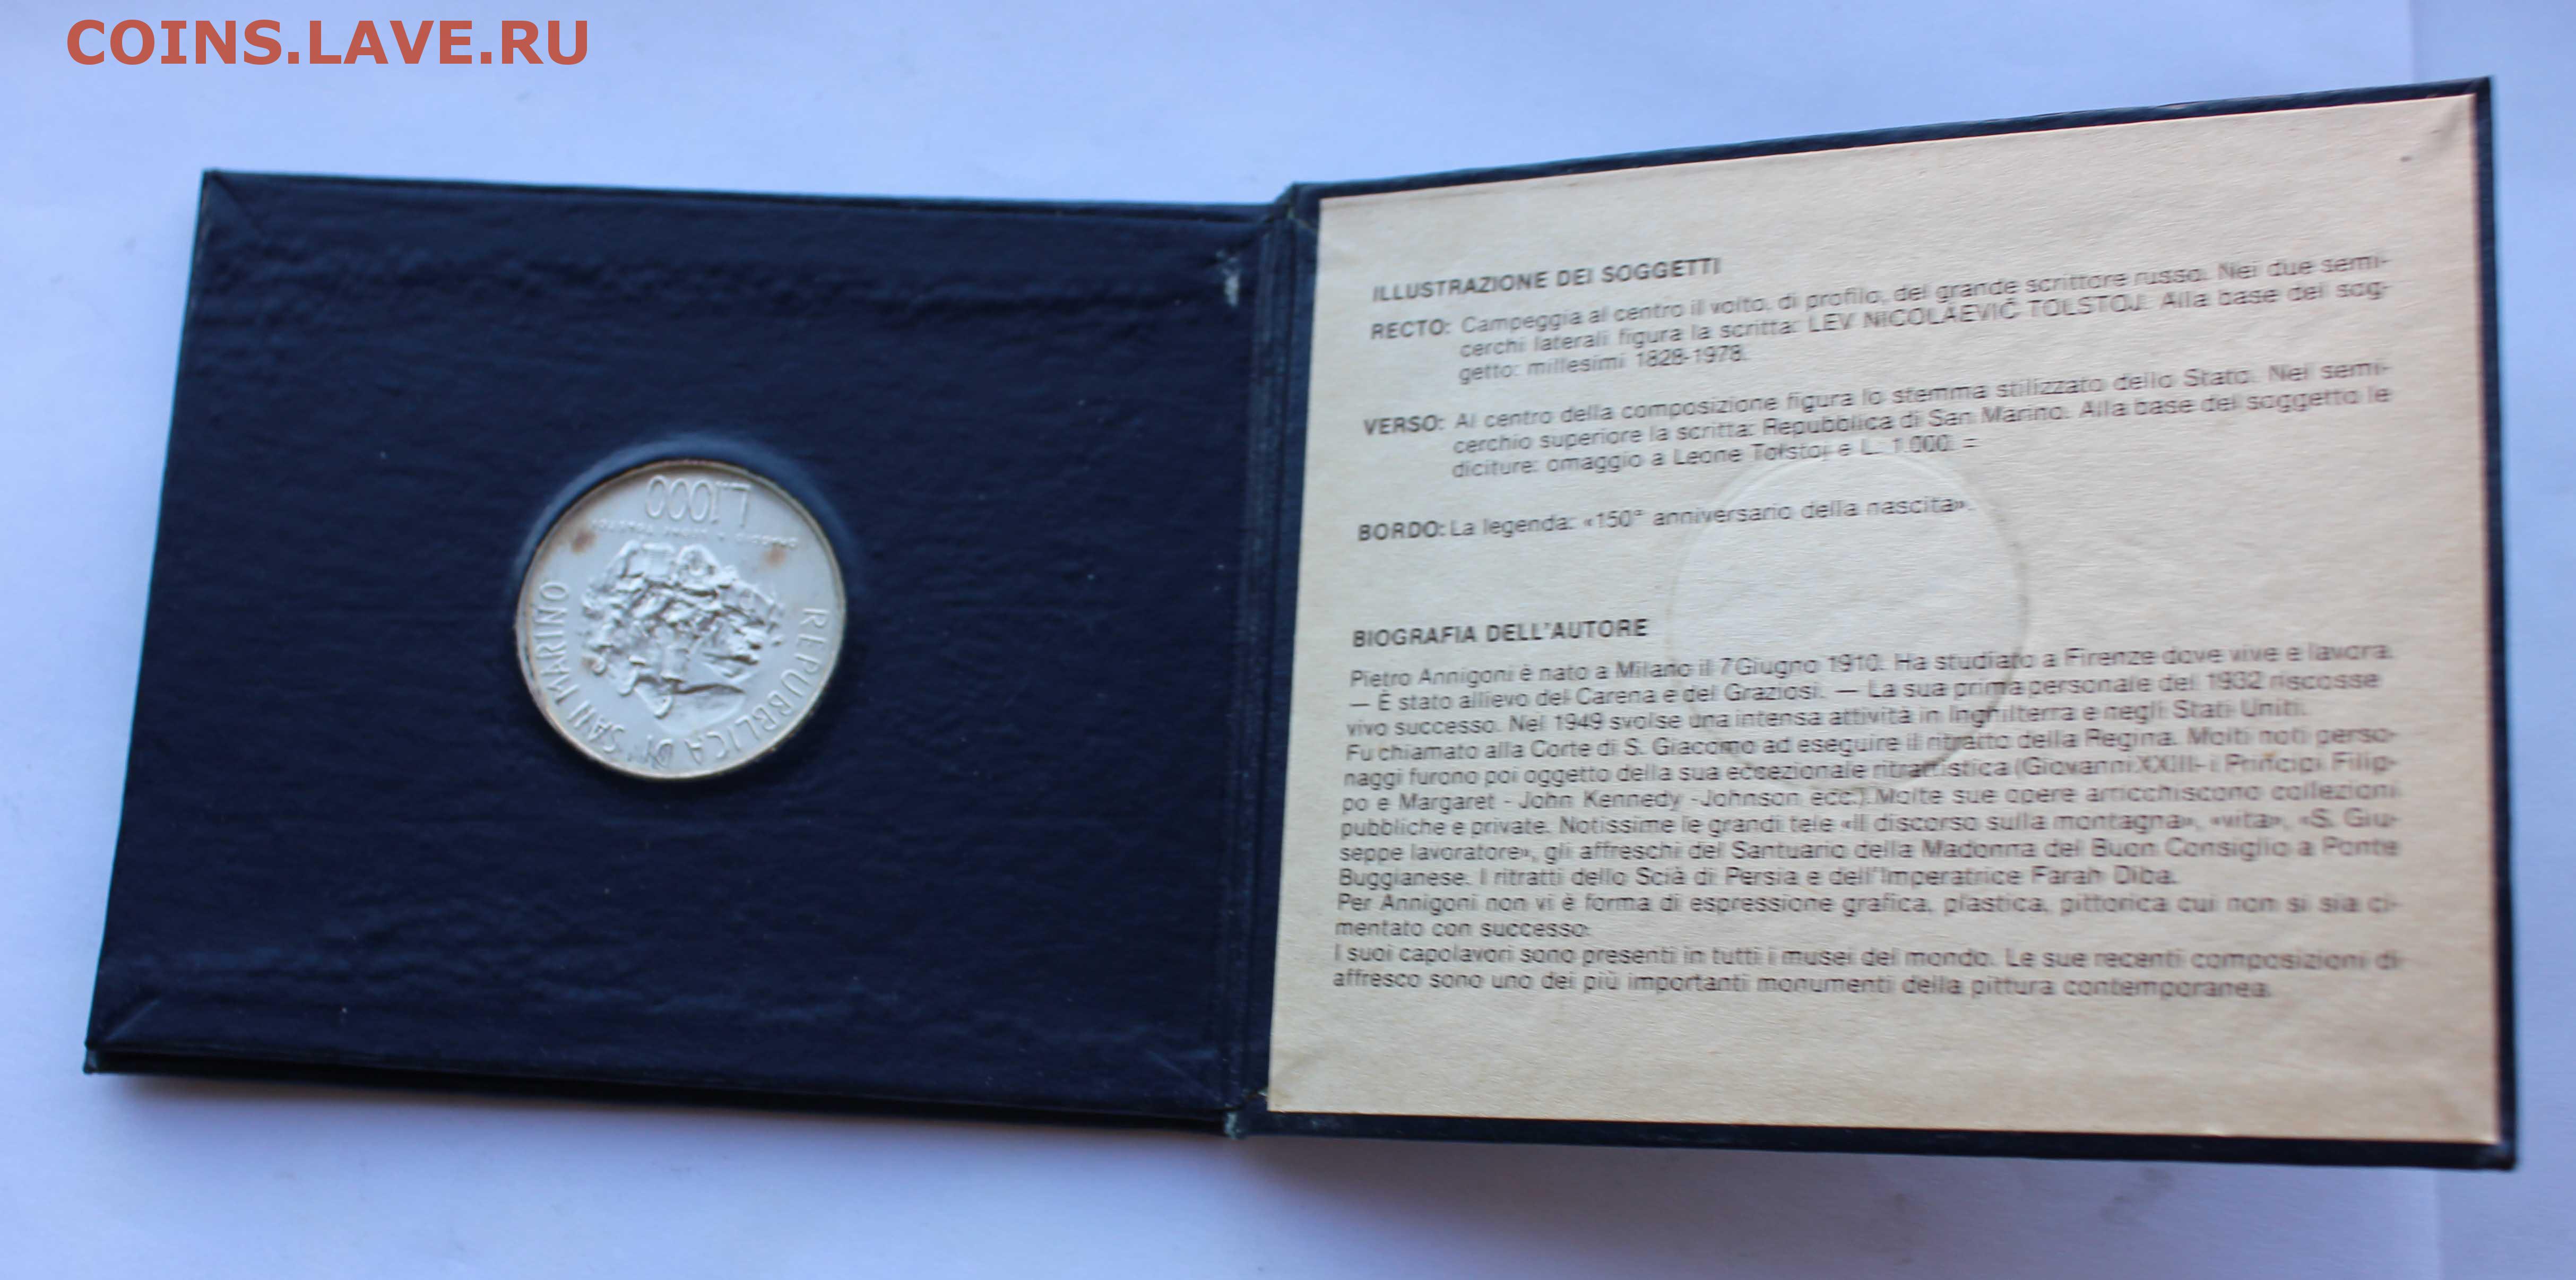 COINS.LAVE.RU
L.1000
OMAGGIO A LEONE TOLSTOJ
REPUBBLICA DI SAN MARINO
ILLUSTRAZIONE DEI SOGGETTI
RECTO: Campeggia al centro il volto, di profilo, del grande scrittore russo. Nei due semi-
cerchi laterali figura la scritta: LEV NICOLAEVIČ TOLSTOJ. Alla base del sog-
getto: millesimi 1828-1978.
VERSO: Al centro della composizione figura lo stemma stilizzato dello Stato. Nel semi-
cerchio superiore la scritta: Repubblica di San Marino. Alla base del soggetto le
diciture: omaggio a Leone Tolstoj e L. 1.000. =
BORDO: La legenda: «150° anniversario della nascita».
BIOGRAFIA DELL'AUTORE
Pietro Annigoni è nato a Milano il 7 Giugno 1910. Ha studiato a Firenze dove vive e lavora.
— È stato allievo del Carena e del Graziosi. — La sua prima personale del 1932 riscosse
vivo successo. Nel 1949 svolse una intensa attività in Inghilterra e negli Stati Uniti.
Fu chiamato alla Corte di S. Giacomo ad eseguire il ritratto della Regina. Molti noti perso-
naggi furono poi oggetto della sua eccezionale ritrattistica (Giovanni XXIII- i Principi Filip-
po e Margaret - John Kennedy -Johnson ecc.). Molte sue opere arricchiscono collezioni
pubbliche e private. Notissime le grandi tele «Il discorso sulla montagna», «vita», «S. Giu-
seppe lavoratore», gli affreschi del Santuario della Madonna del Buon Consiglio a Ponte
Buggianese. I ritratti dello Scià di Persia e dell'Imperatrice Farah Diba.
Per Annigoni non vi è forma di espressione grafica, plastica, pittorica cui non si sia ci-
mentato con successo.
I suoi capolavori sono presenti in tutti i musei del mondo. Le sue recenti composizioni di
affresco sono uno dei più importanti monumenti della pittura contemporanea.